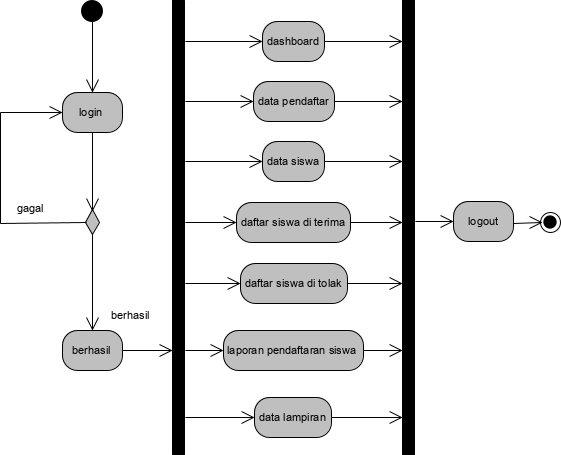 login
gagal
berhasil
berhasil
dashboard
data pendaftar
data siswa
daftar siswa di terima
daftar siswa di tolak
laporan pendaftaran siswa
data lampiran
logout